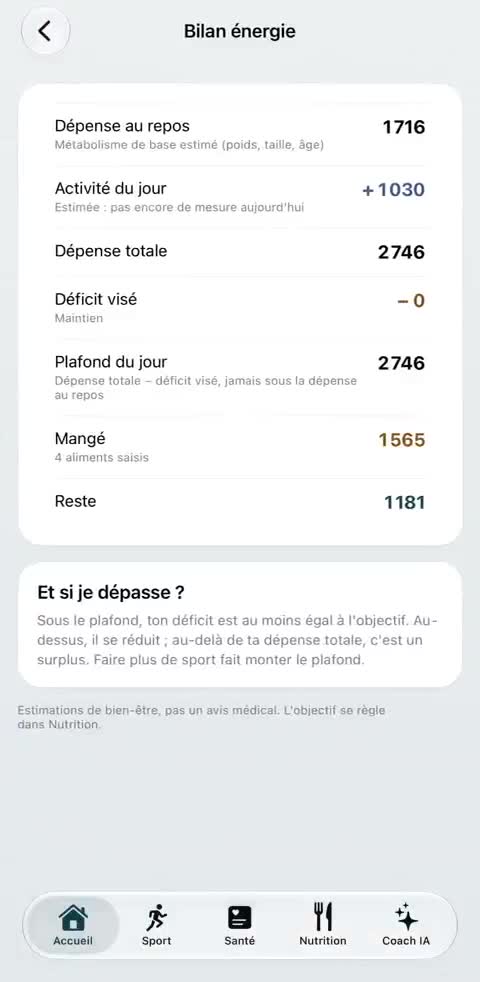 Bilan énergie
Dépense au repos
1716
Métabolisme de base estimé (poids, taille, âge)
Activité du jour
+1030
Estimée : pas encore de mesure aujourd'hui
Dépense totale
2746
Déficit visé
– 0
Maintien
Plafond du jour
2746
Dépense totale – déficit visé, jamais sous la dépense
au repos
Mangé
1565
4 aliments saisis
Reste
1181
Et si je dépasse ?
Sous le plafond, ton déficit est au moins égal à l'objectif. Au-
dessus, il se réduit ; au-delà de ta dépense totale, c'est un
surplus. Faire plus de sport fait monter le plafond.
Estimations de bien-être, pas un avis médical. L'objectif se règle
dans Nutrition.
Accueil
Sport
Santé
Nutrition
Coach IA